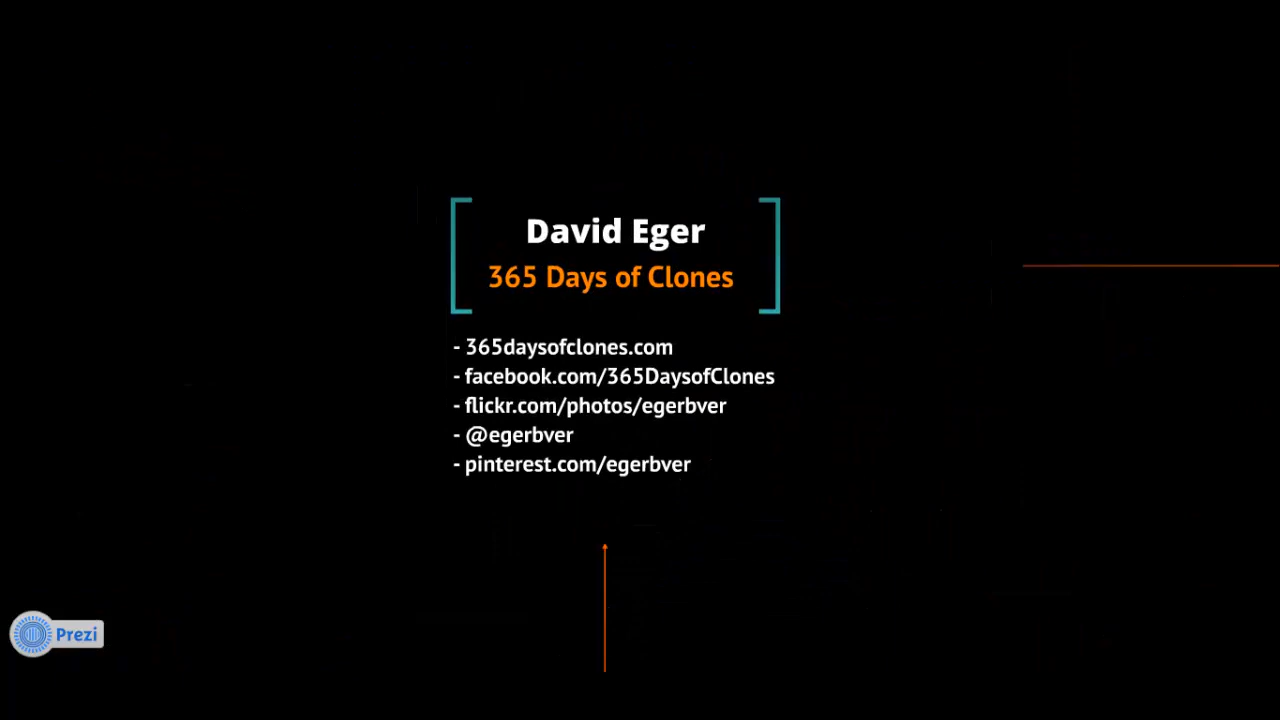 David Eger
365 Days of Clones
- 365daysofclones.com
- facebook.com/365DaysofClones
- flickr.com/photos/egerbver
- @egerbver
- pinterest.com/egerbver
Prezi